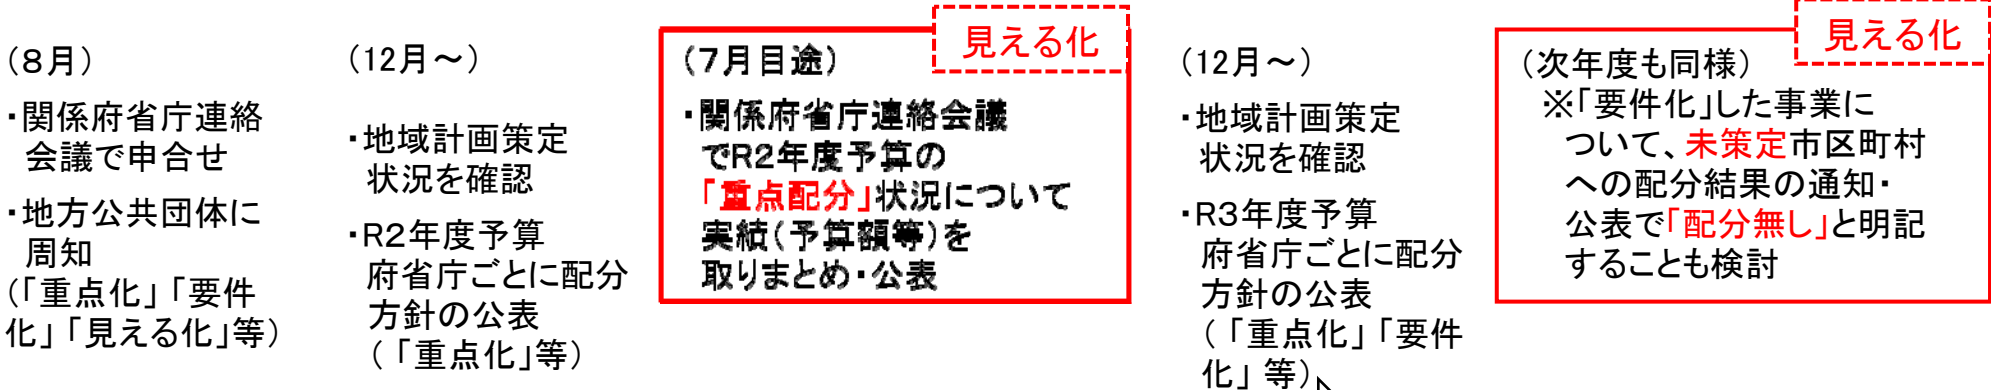 (8月)
・関係府省庁連絡
会議で申合せ
・地方公共団体に
周知
(「重点化」「要件
化」「見える化」等)
(12月～)
・地域計画策定
状況を確認
・R2年度予算
府省庁ごとに配分
方針の公表
(「重点化」等)
見える化
(7月目途)
・関係府省庁連絡会議
でR2年度予算の
「重点配分」状況について
実績(予算額等)を
取りまとめ・公表
(12月～)
・地域計画策定
状況を確認
・R3年度予算
府省庁ごとに配分
方針の公表
(「重点化」「要件
化」等)
見える化
(次年度も同様)
※「要件化」した事業に
ついて、未策定市区町村
への配分結果の通知・
公表で「配分無し」と明記
することも検討